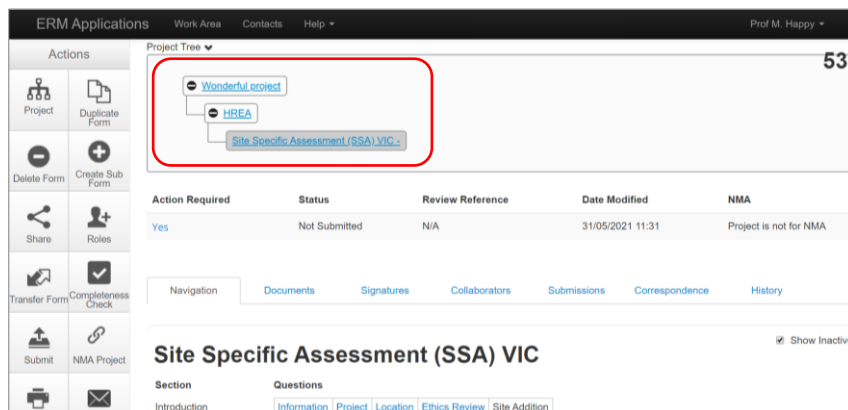 ERM Applications Work Area Contacts Help Prof M. Happy
Actions
Project
Duplicate
Form
Delete Form
Create Sub
Form
Share
Roles
Transfer Form
Completeness
Check
Submit
NMA Project
Project Tree
53
Wonderful project
HREA
Site Specific Assessment (SSA) VIC -
Action Required Status Review Reference Date Modified NMA
Yes Not Submitted N/A 31/05/2021 11:31 Project is not for NMA
Navigation Documents Signatures Collaborators Submissions Correspondence History
Show Inactive
Site Specific Assessment (SSA) VIC
Section Questions
Introduction Information Project Location Ethics Review Site Addition